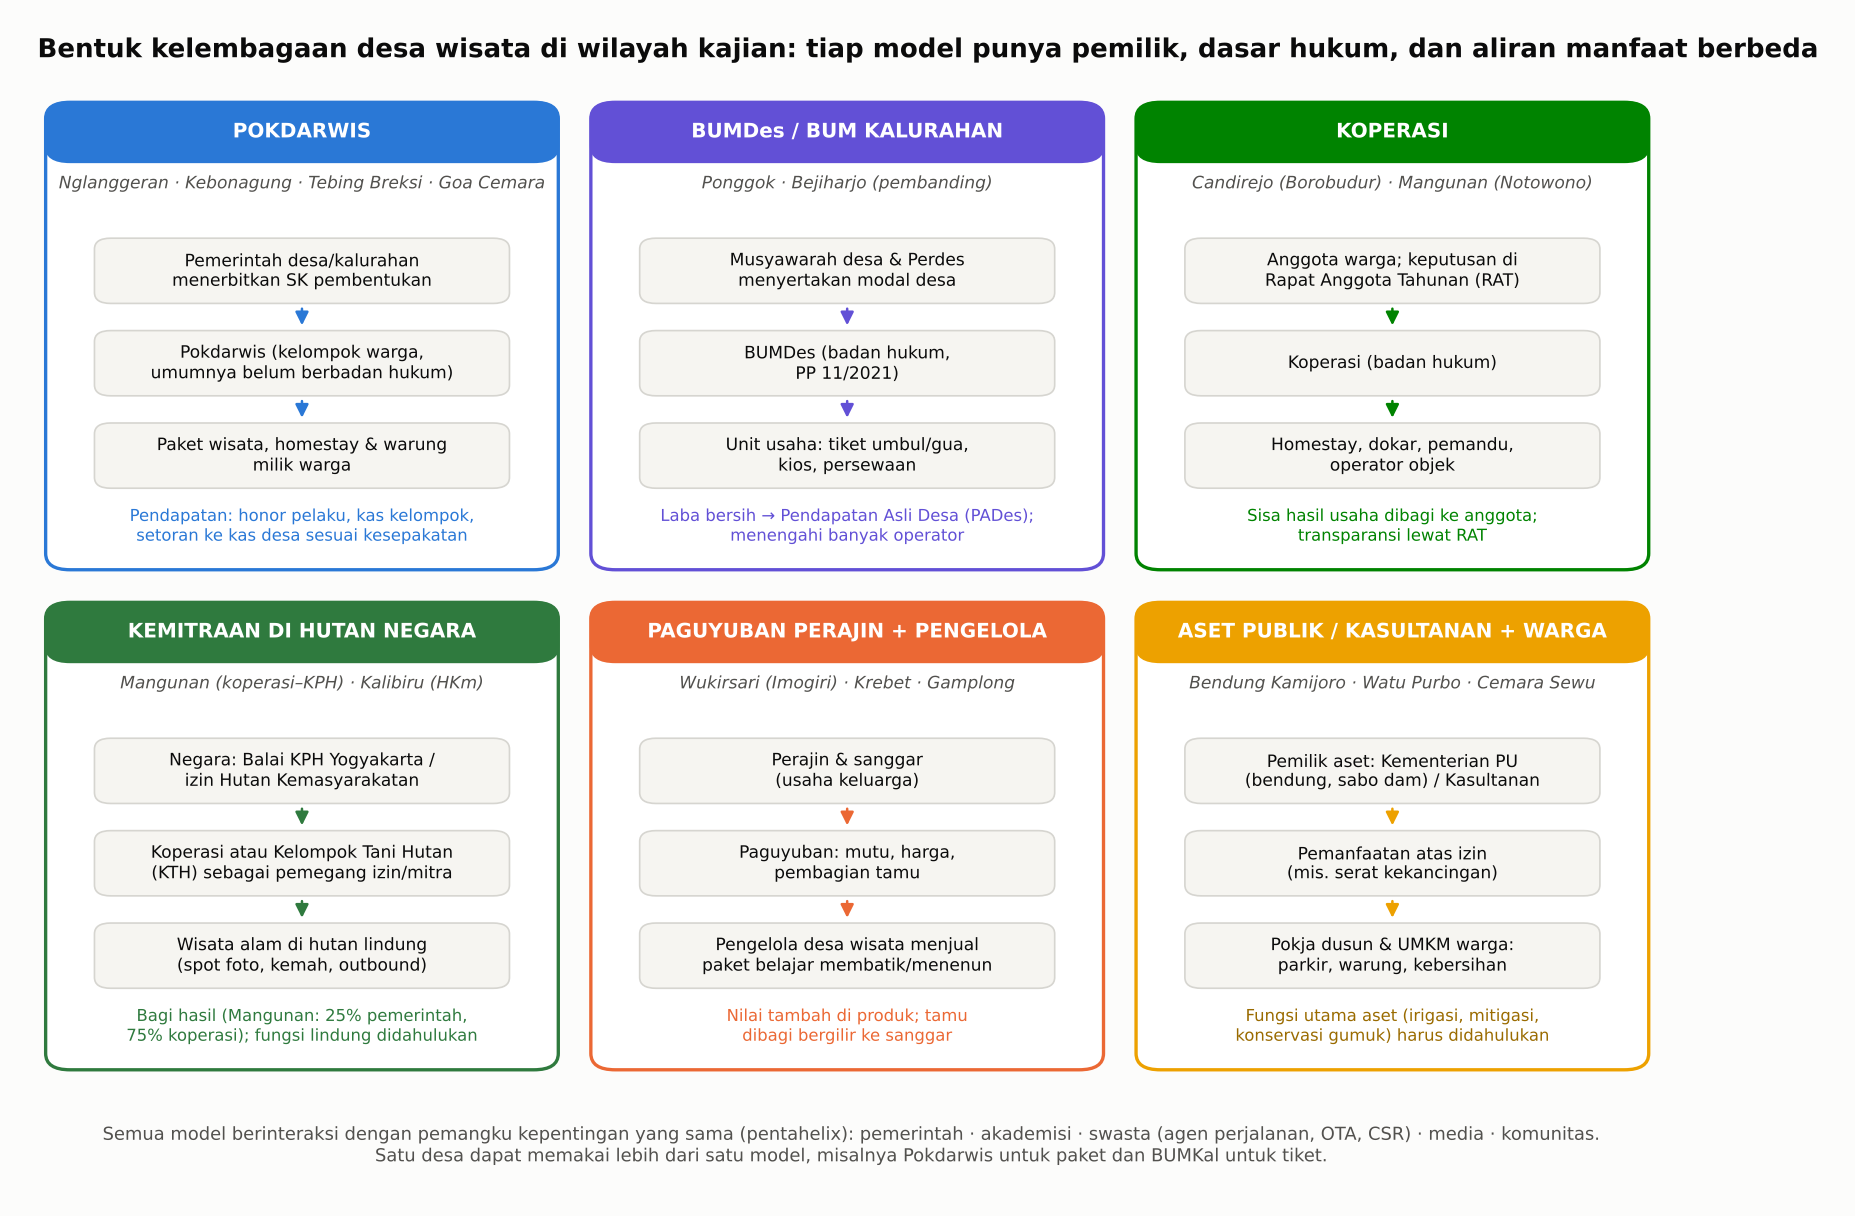 Bentuk kelembagaan desa wisata di wilayah kajian: tiap model punya pemilik, dasar hukum, dan aliran manfaat berbeda
POKDARWIS
Nglanggeran · Kebonagung · Tebing Breksi · Goa Cemara
Pemerintah desa/kalurahan
menerbitkan SK pembentukan
Pokdarwis (kelompok warga,
umumnya belum berbadan hukum)
Paket wisata, homestay & warung
milik warga
Pendapatan: honor pelaku, kas kelompok,
setoran ke kas desa sesuai kesepakatan
BUMDes / BUM KALURAHAN
Ponggok · Bejiharjo (pembanding)
Musyawarah desa & Perdes
menyertakan modal desa
BUMDes (badan hukum,
PP 11/2021)
Unit usaha: tiket umbul/gua,
kios, persewaan
Laba bersih → Pendapatan Asli Desa (PADes);
menengahi banyak operator
KOPERASI
Candirejo (Borobudur) · Mangunan (Notowono)
Anggota warga; keputusan di
Rapat Anggota Tahunan (RAT)
Koperasi (badan hukum)
Homestay, dokar, pemandu,
operator objek
Sisa hasil usaha dibagi ke anggota;
transparansi lewat RAT
KEMITRAAN DI HUTAN NEGARA
Mangunan (koperasi–KPH) · Kalibiru (HKm)
Negara: Balai KPH Yogyakarta /
izin Hutan Kemasyarakatan
Koperasi atau Kelompok Tani Hutan
(KTH) sebagai pemegang izin/mitra
Wisata alam di hutan lindung
(spot foto, kemah, outbound)
Bagi hasil (Mangunan: 25% pemerintah,
75% koperasi); fungsi lindung didahulukan
PAGUYUBAN PERAJIN + PENGELOLA
Wukirsari (Imogiri) · Krebet · Gamplong
Perajin & sanggar
(usaha keluarga)
Paguyuban: mutu, harga,
pembagian tamu
Pengelola desa wisata menjual
paket belajar membatik/menenun
Nilai tambah di produk; tamu
dibagi bergilir ke sanggar
ASET PUBLIK / KASULTANAN + WARGA
Bendung Kamijoro · Watu Purbo · Cemara Sewu
Pemilik aset: Kementerian PU
(bendung, sabo dam) / Kasultanan
Pemanfaatan atas izin
(mis. serat kekancingan)
Pokja dusun & UMKM warga:
parkir, warung, kebersihan
Fungsi utama aset (irigasi, mitigasi,
konservasi gumuk) harus didahulukan
Semua model berinteraksi dengan pemangku kepentingan yang sama (pentahelix): pemerintah · akademisi · swasta (agen perjalanan, OTA, CSR) · media · komunitas.
Satu desa dapat memakai lebih dari satu model, misalnya Pokdarwis untuk paket dan BUMKal untuk tiket.